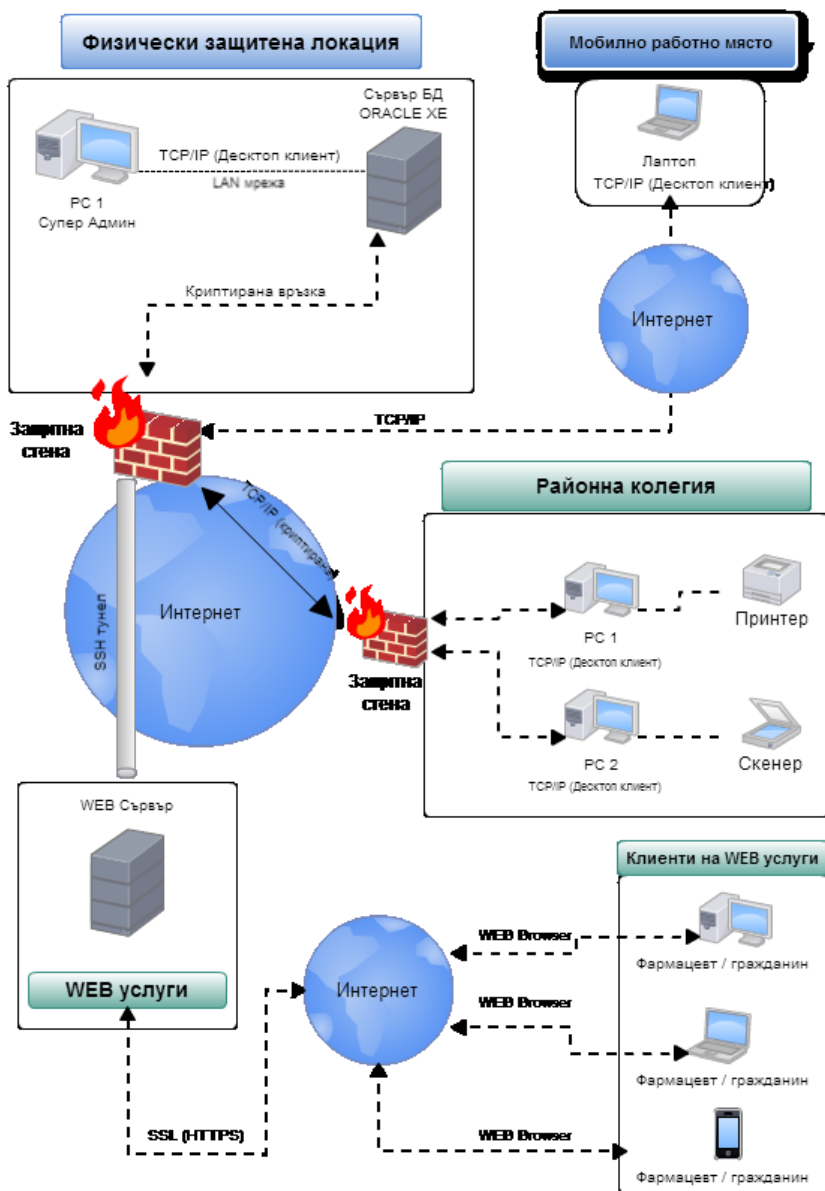 Физически защитена локация
Мобилно работно място
Сървър БД
ORACLE XE
TCP/IP (Десктоп клиент)
LAN мрежа
PC 1
Супер Админ
Криптирана връзка
Лаптоп
TCP/IP (Десктоп клиент)
Интернет
Защитна
стена
TCP/IP
TCP/IP (криптирана)
Интернет
SSH тунел
Районна колегия
PC 1
TCP/IP (Десктоп клиент)
Принтер
Защитна
стена
PC 2
TCP/IP (Десктоп клиент)
Скенер
WEB Сървър
WEB услуги
SSL (HTTPS)
Интернет
WEB Browser
WEB Browser
WEB Browser
Клиенти на WEB услуги
Фармацевт / гражданин
Фармацевт / гражданин
Фармацевт / гражданин